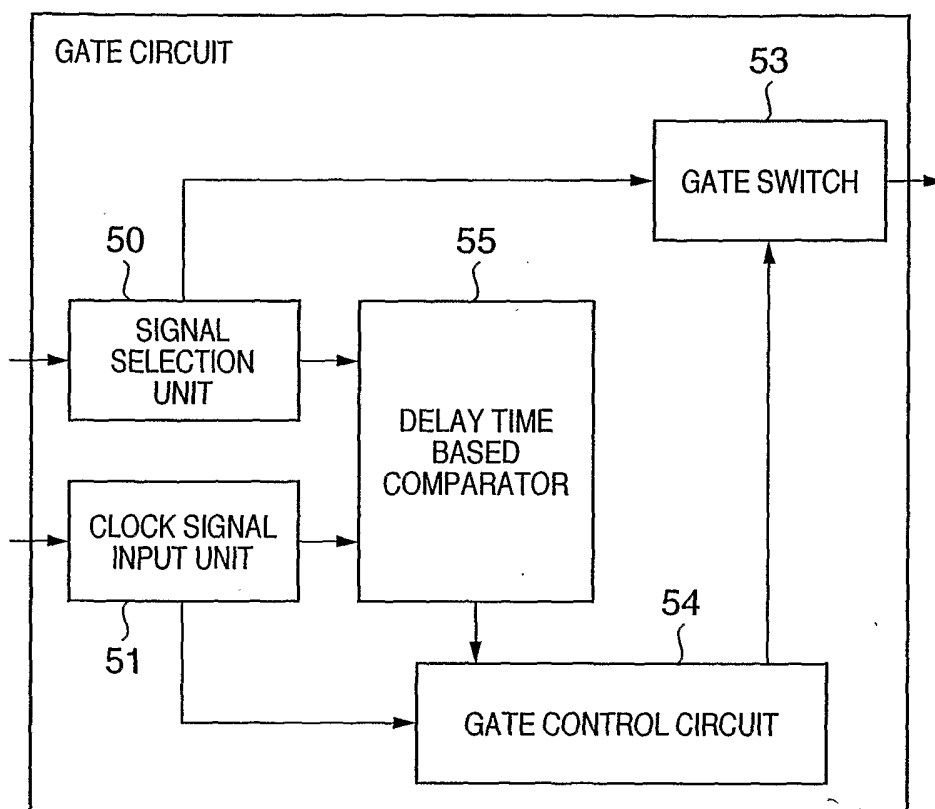 GATE CIRCUIT
53
GATE SWITCH
50
55
SIGNAL
SELECTION
UNIT
DELAY TIME
BASED
COMPARATOR
CLOCK SIGNAL
INPUT UNIT
51
54
GATE CONTROL CIRCUIT